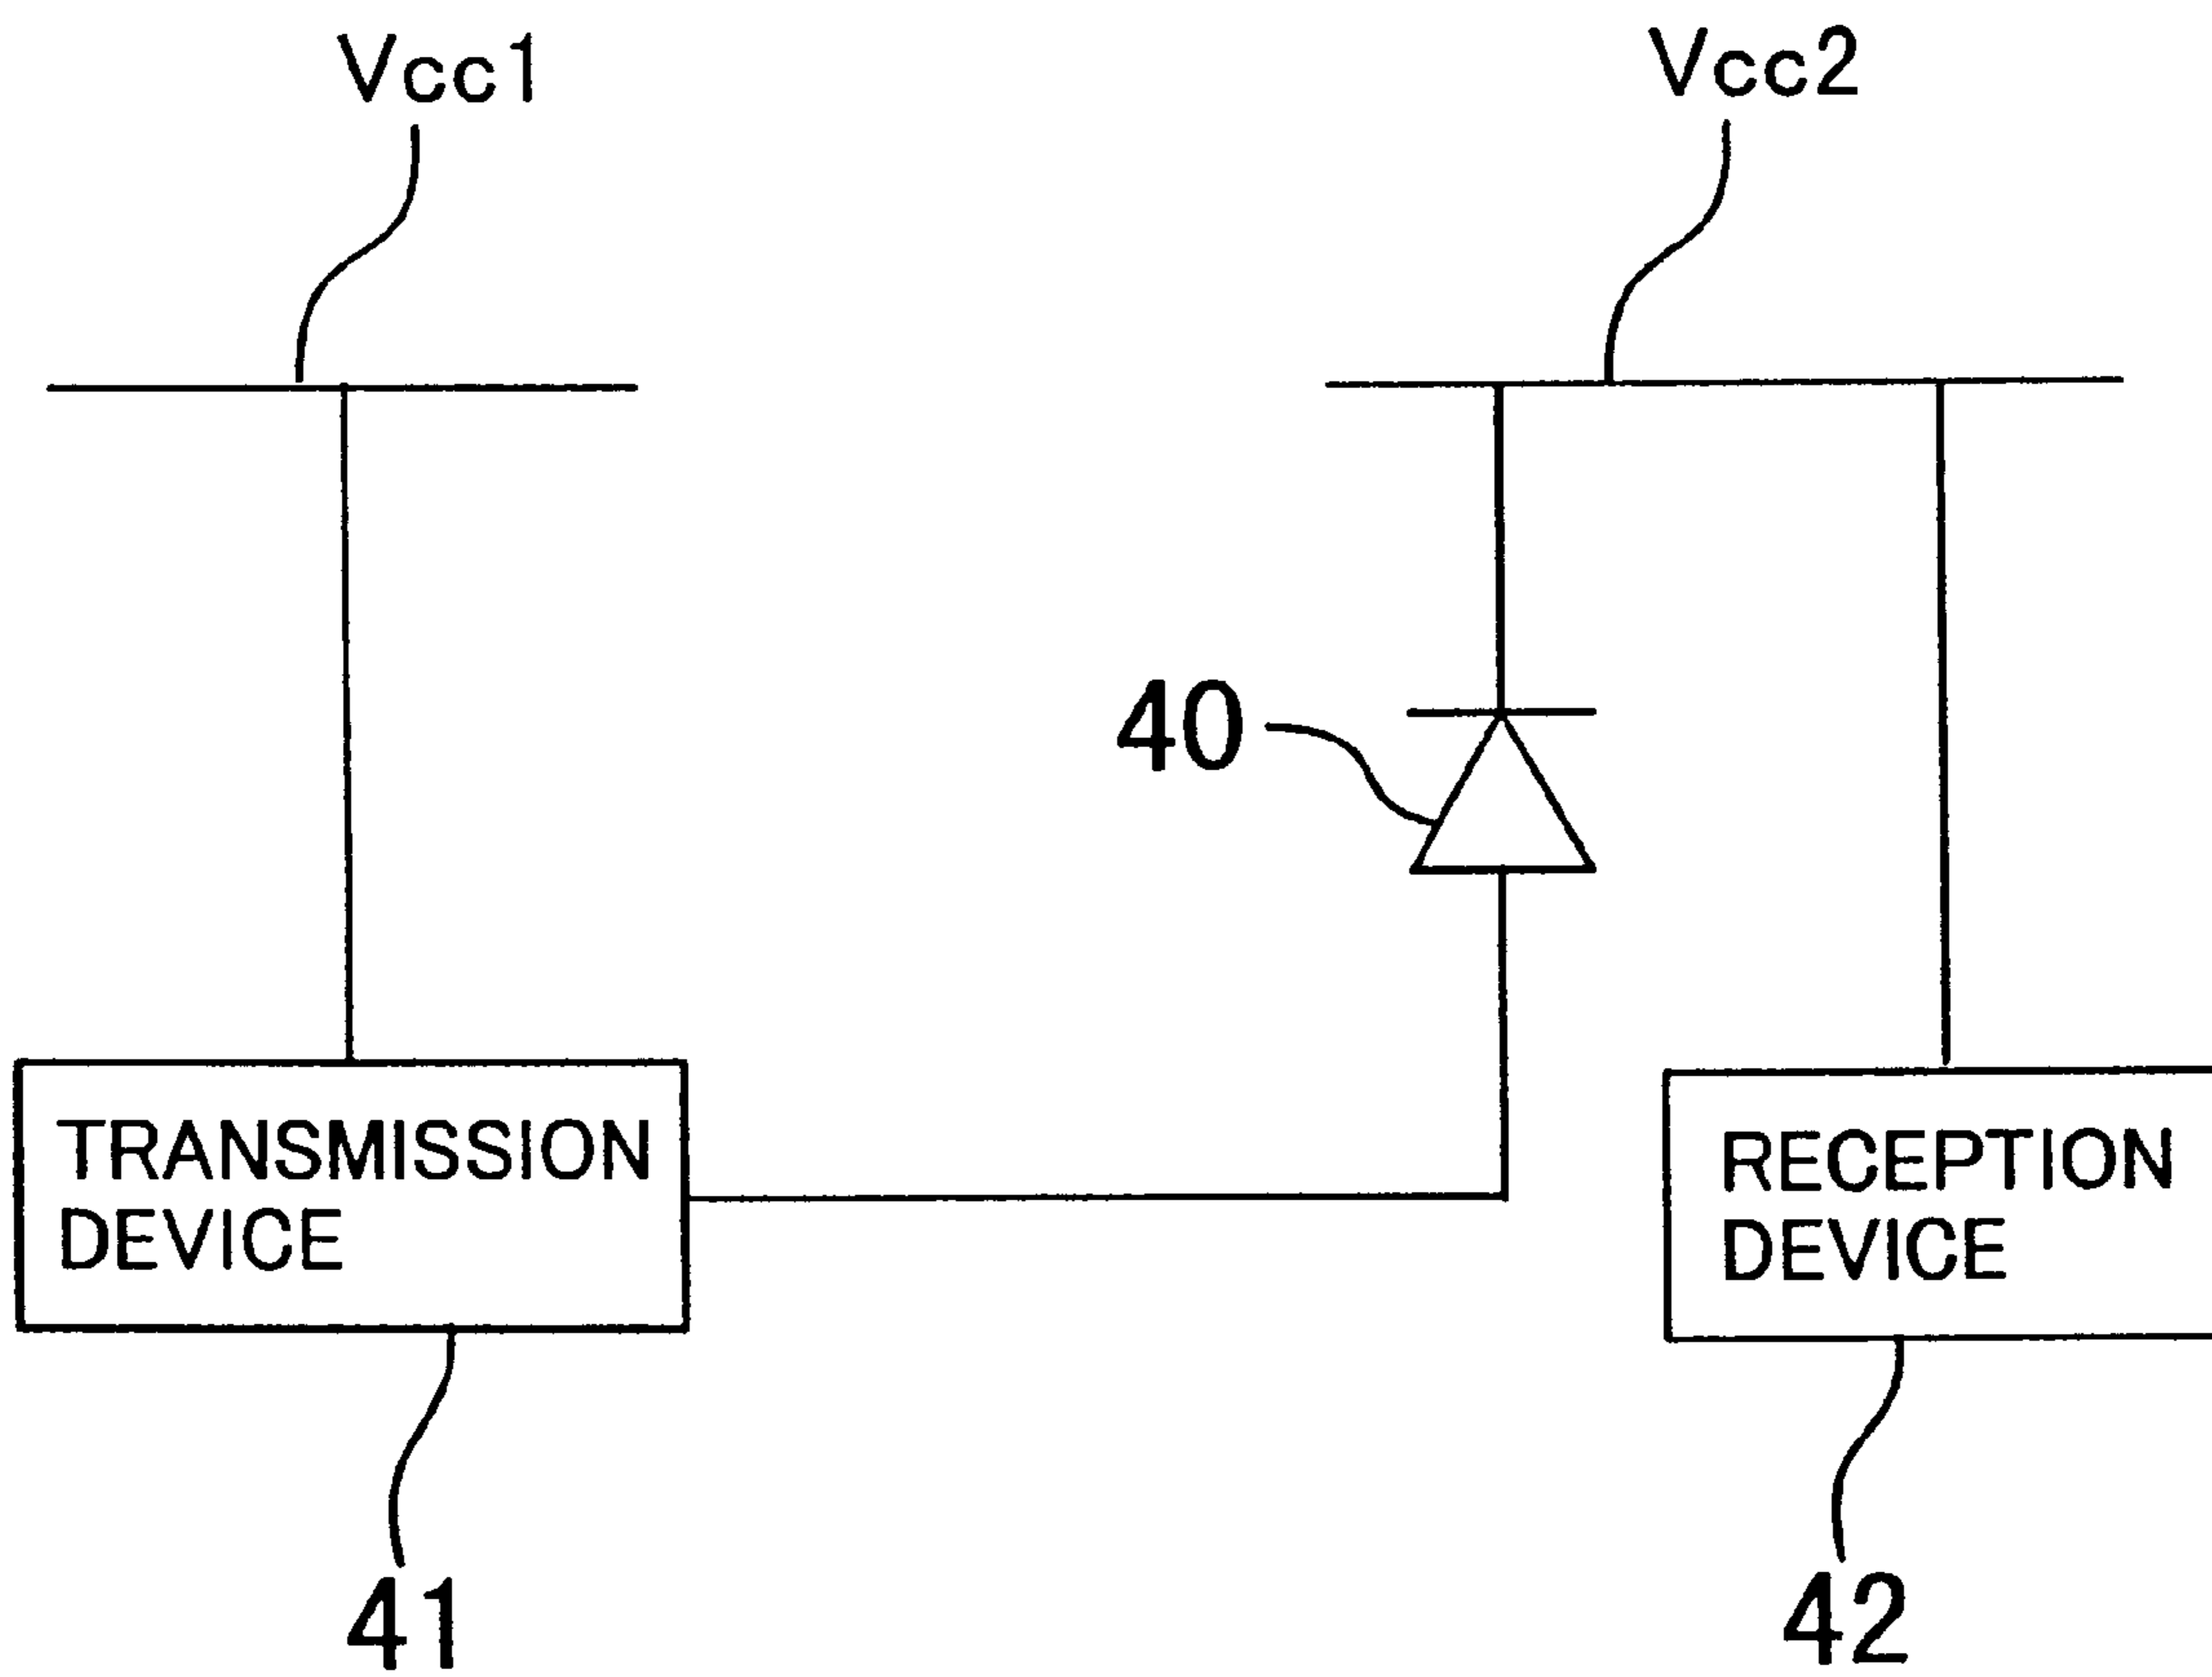 Vcc1
Vcc2
40
TRANSMISSION
DEVICE
RECEPTION
DEVICE
41
42